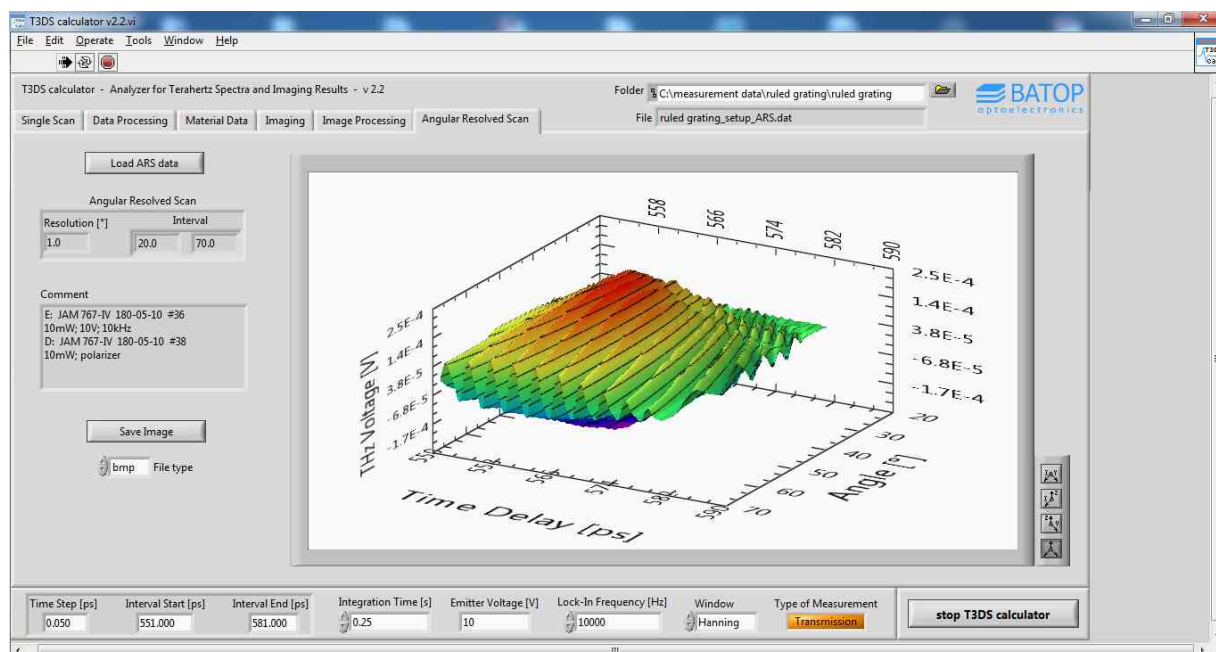 T3DS calculator v2.2.vi
File Edit Operate Tools Window Help
T3DS calculator - Analyzer for Terahertz Spectra and Imaging Results - v 2.2
Folder C:\measurement data\ruled grating\ruled grating
BATOP
optoelectronics
Single Scan Data Processing Material Data Imaging Image Processing Angular Resolved Scan
File ruled grating_setup_ARS.dat
Load ARS data
Angular Resolved Scan
Resolution [°] Interval
1.0 20.0 70.0
Comment
E: JAM 767-IV 180-05-10 #36
10mW; 10V; 10kHz
D: JAM 767-IV 180-05-10 #38
10mW; polarizer
Save Image
bmp File type
558 566 574 582 590
2.5E-4
1.4E-4
3.8E-5
-6.8E-5
-1.7E-4
THz Voltage [V]
2.5E-4
1.4E-4
3.8E-5
-6.8E-5
-1.7E-4
566 574 582 590
Time Delay [ps]
20
30
40
50
60
70
Angle [°]
Time Step [ps] Interval Start [ps] Interval End [ps] Integration Time [s] Emitter Voltage [V] Lock-In Frequency [Hz] Window Type of Measurement
0.050 551.000 581.000 0.25 10 10000 Hanning Transmission
stop T3DS calculator